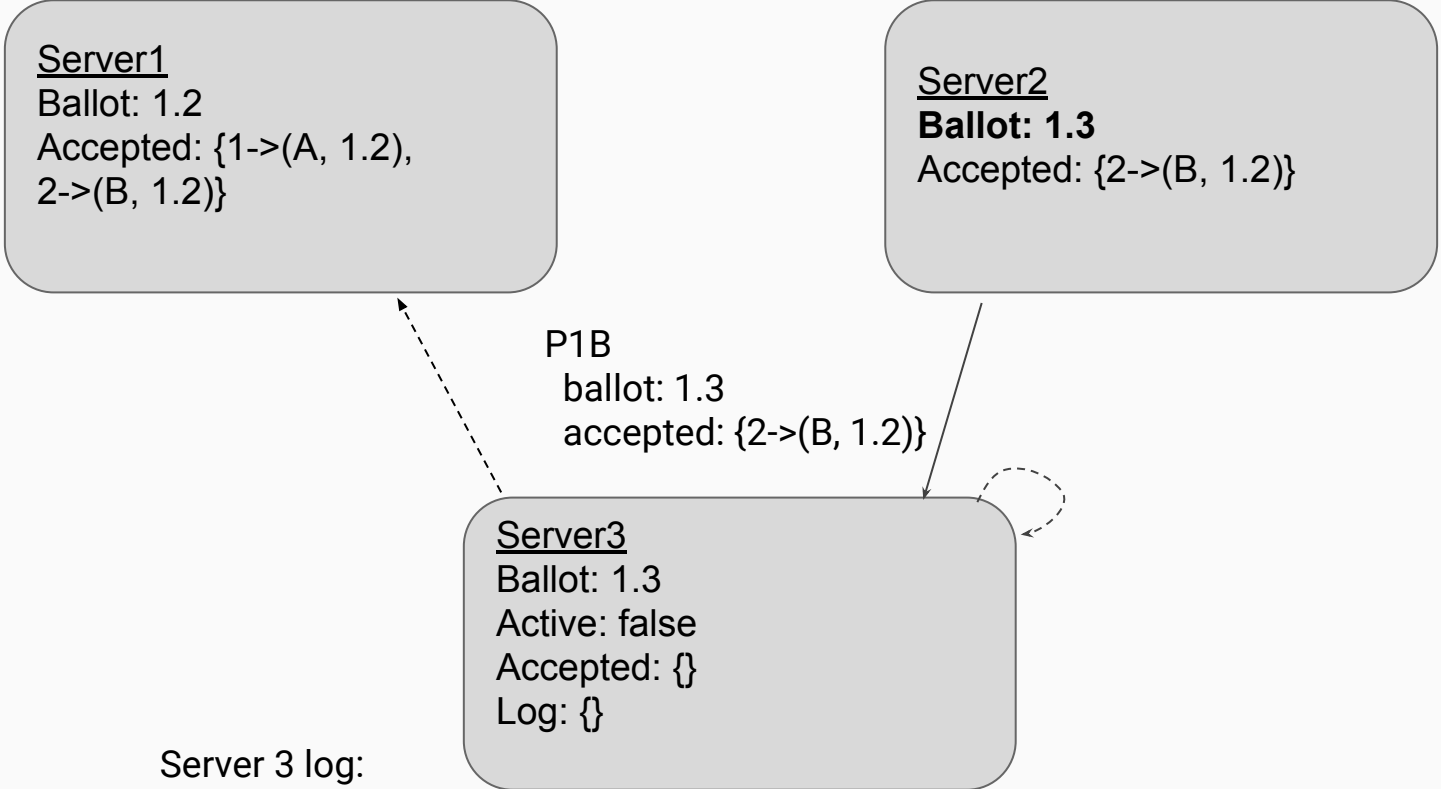 Server1
Ballot: 1.2
Accepted: {1->(A, 1.2),
2->(B, 1.2)}
Server2
Ballot: 1.3
Accepted: {2->(B, 1.2)}
P1B
ballot: 1.3
accepted: {2->(B, 1.2)}
Server3
Ballot: 1.3
Active: false
Accepted: {}
Log: {}
Server 3 log: